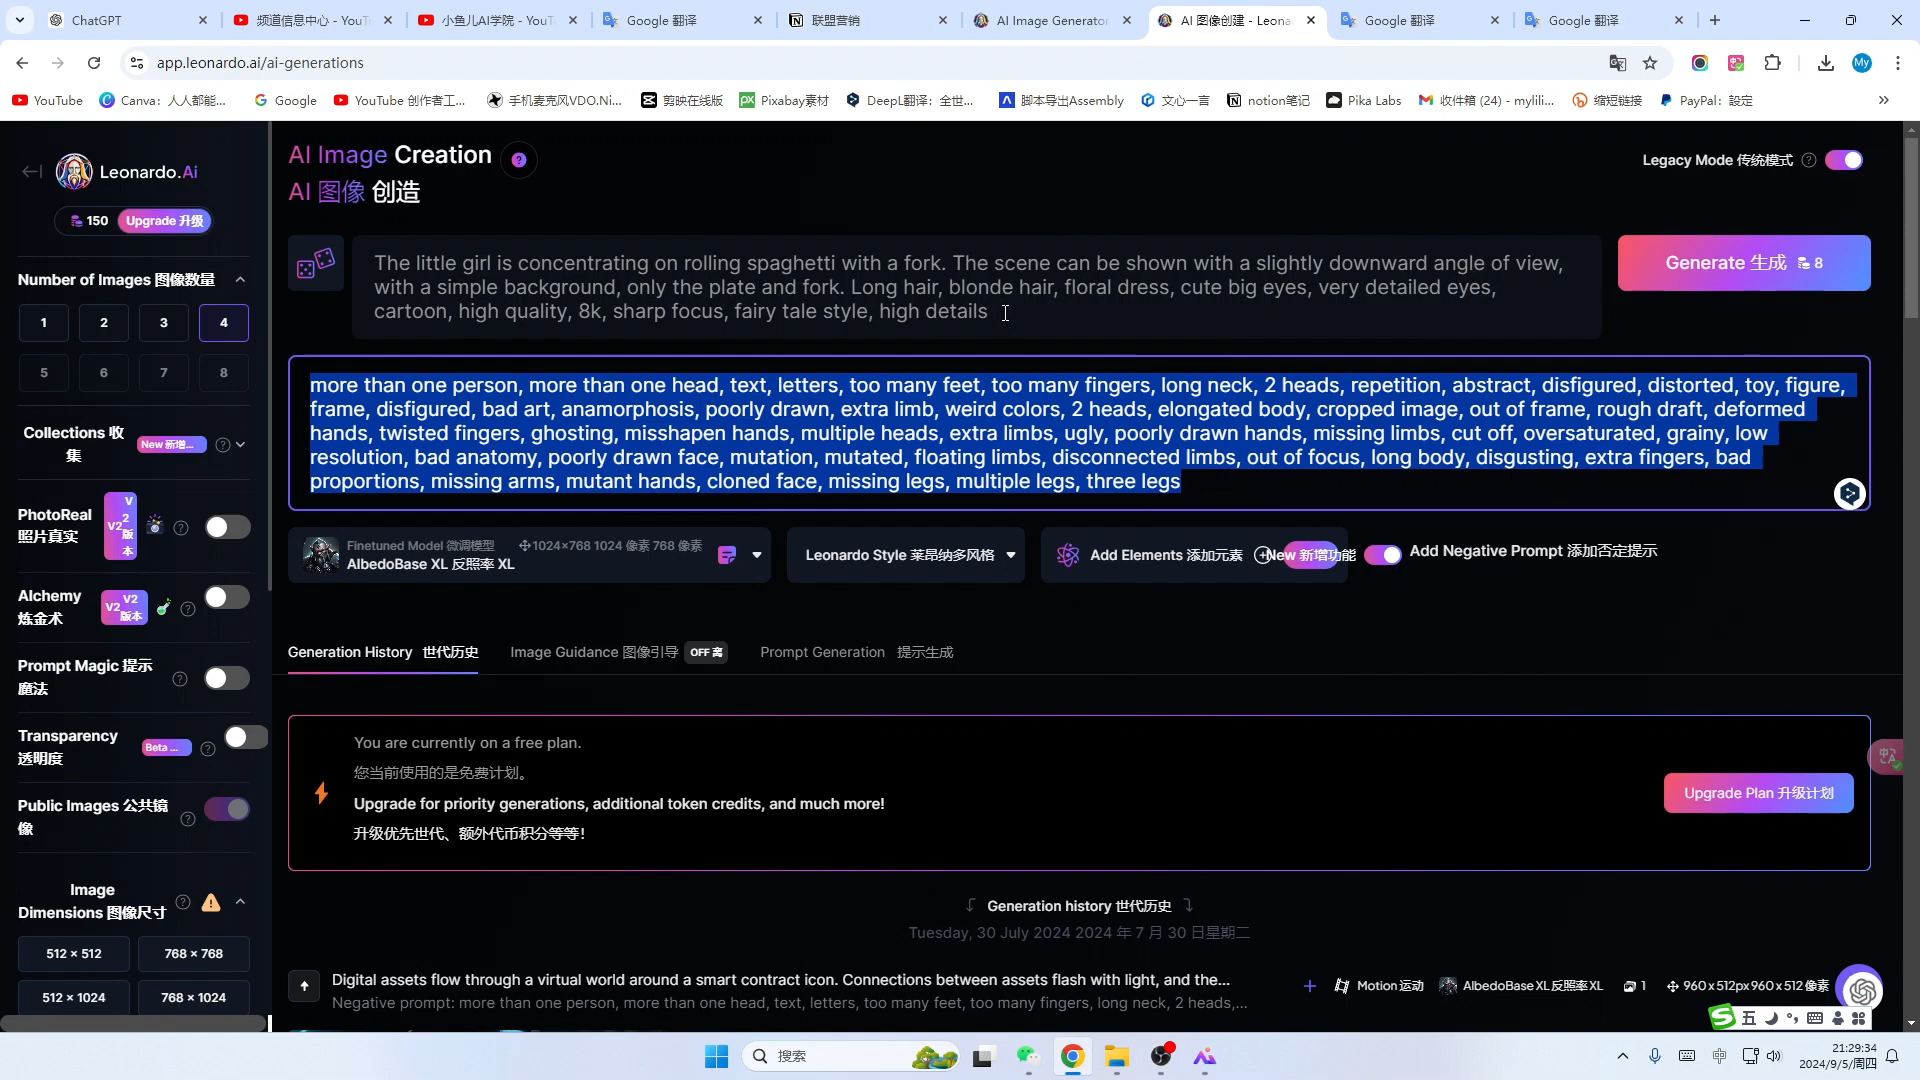 ChatGPT
频道信息中心 - YouT
小鱼儿AI学院 - YouT
Google 翻译
联盟营销
AI Image Generator
AI 图像创建 - Leona
Google 翻译
Google 翻译
app.leonardo.ai/ai-generations
My
YouTube
Canva：人人都能...
Google
YouTube 创作者工...
手机麦克风VDO.Ni...
剪映在线版
Pixabay素材
DeepL翻译：全世...
脚本导出Assembly
文心一言
notion笔记
Pika Labs
收件箱 (24) - mylili...
缩短链接
PayPal：設定
Leonardo.Ai
150
Upgrade 升级
AI Image Creation
AI 图像 创造
Legacy Mode 传统模式
The little girl is concentrating on rolling spaghetti with a fork. The scene can be shown with a slightly downward angle of view,
with a simple background, only the plate and fork. Long hair, blonde hair, floral dress, cute big eyes, very detailed eyes,
cartoon, high quality, 8k, sharp focus, fairy tale style, high details
Generate 生成 8
Number of Images 图像数量
1 2 3 4
5 6 7 8
more than one person, more than one head, text, letters, too many feet, too many fingers, long neck, 2 heads, repetition, abstract, disfigured, distorted, toy, figure,
frame, disfigured, bad art, anamorphosis, poorly drawn, extra limb, weird colors, 2 heads, elongated body, cropped image, out of frame, rough draft, deformed
hands, twisted fingers, ghosting, misshapen hands, multiple heads, extra limbs, ugly, poorly drawn hands, missing limbs, cut off, oversaturated, grainy, low
resolution, bad anatomy, poorly drawn face, mutation, mutated, floating limbs, disconnected limbs, out of focus, long body, disgusting, extra fingers, bad
proportions, missing arms, mutant hands, cloned face, missing legs, multiple legs, three legs
Collections 收
集
New 新增...
PhotoReal
照片真实
V2
V
2
版
本
Alchemy
炼金术
V2
V2
版本
Prompt Magic 提示
魔法
Transparency
透明度
Beta ...
Public Images 公共镜
像
Image
Dimensions 图像尺寸
512 × 512
768 × 768
512 × 1024
768 × 1024
Finetuned Model 微调模型
1024×768 1024 像素 768 像素
AlbedoBase XL 反照率 XL
Leonardo Style 莱昂纳多风格
Add Elements 添加元素
New 新增功能
Add Negative Prompt 添加否定提示
Generation History 世代历史
Image Guidance 图像引导
OFF 离
Prompt Generation 提示生成
You are currently on a free plan.
您当前使用的是免费计划。
Upgrade for priority generations, additional token credits, and much more!
升级优先世代、额外代币积分等等！
Upgrade Plan 升级计划
Generation history 世代历史
Tuesday, 30 July 2024 2024 年 7 月 30 日星期二
Digital assets flow through a virtual world around a smart contract icon. Connections between assets flash with light, and the...
Negative prompt: more than one person, more than one head, text, letters, too many feet, too many fingers, long neck, 2 heads,...
Motion 运动
AlbedoBase XL 反照率 XL
1
960 x 512px 960 x 512 像素
五
搜索
中
21:29:34
2024/9/5/周四